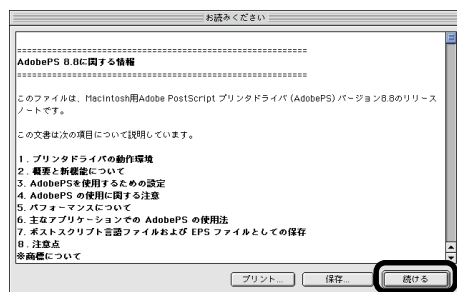 お読みください
==========================================================
AdobePS 8.8に関する情報
==========================================================
このファイルは、Macintosh用Adobe PostScript プリンタドライバ (AdobePS) バージョン8.8のリリース
ノートです。
この文書は次の項目について説明しています。
1. プリンタドライバの動作環境
2. 概要と新機能について
3. AdobePSを使用するための設定
4. AdobePS の使用に関する注意
5. パフォーマンスについて
6. 主なアプリケーションでの AdobePS の使用法
7. ポストスクリプト言語ファイルおよび EPS ファイルとしての保存
8. 注意点
※商標について
プリント...
保存...
続ける